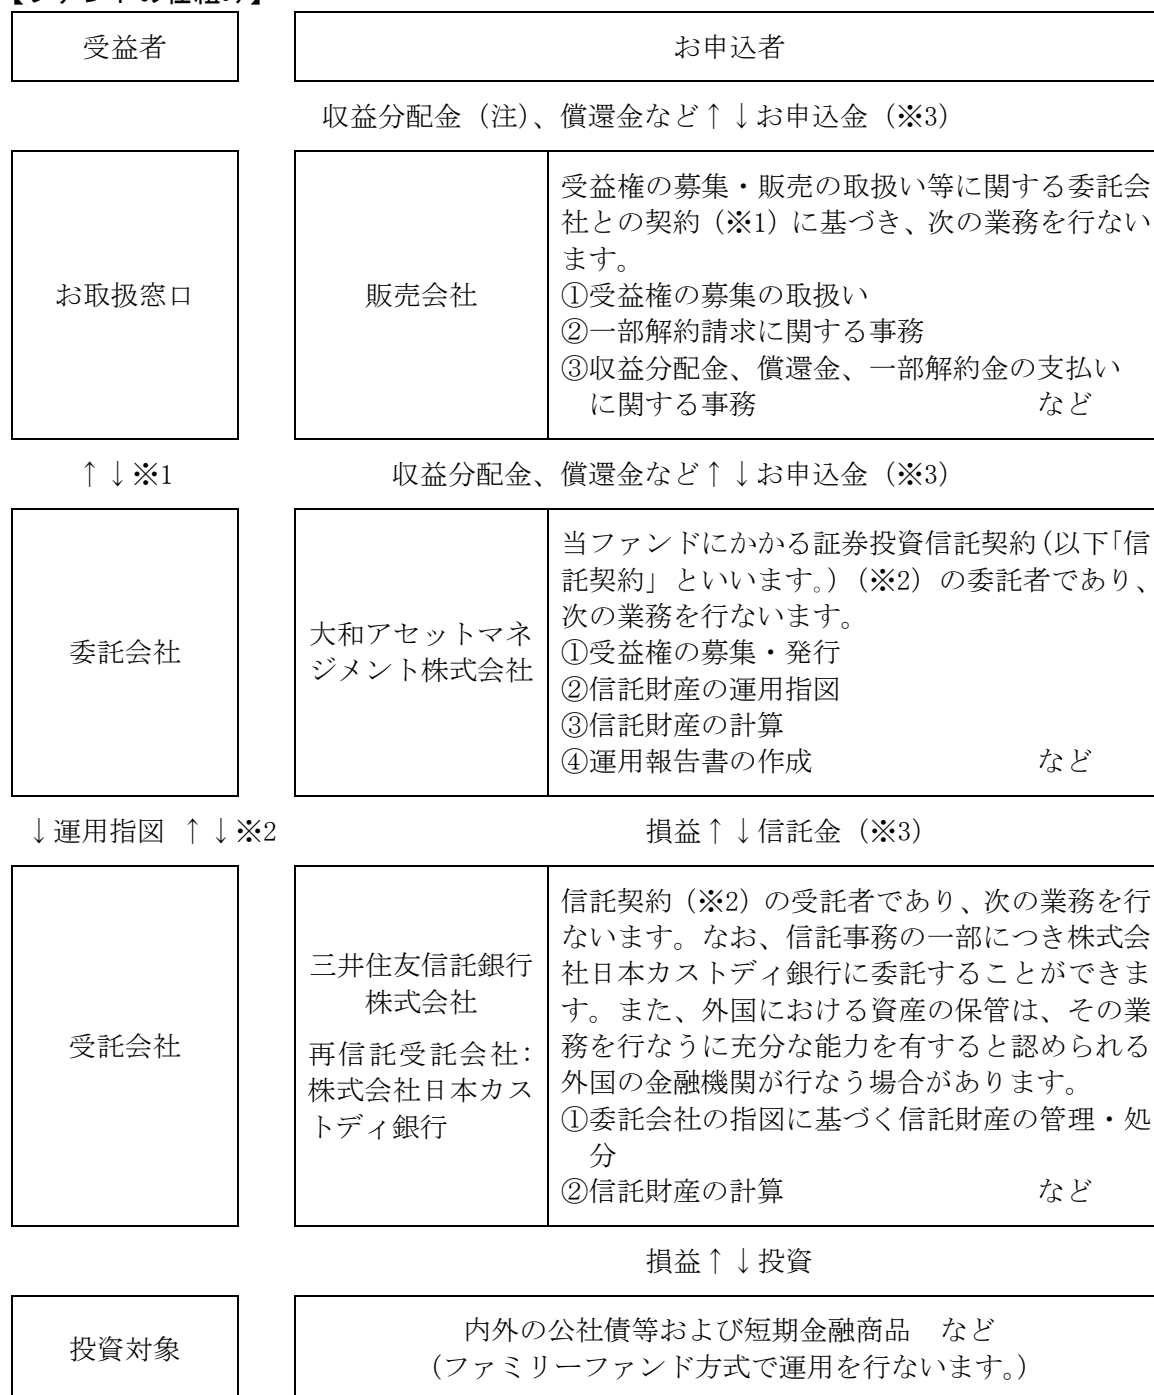 【ファンドの仕組み】
受益者
お申込者
収益分配金（注）、償還金など↑↓お申込金（※3）
お取扱窓口
販売会社
受益権の募集・販売の取扱い等に関する委託会
社との契約（※1）に基づき、次の業務を行ない
ます。
①受益権の募集の取扱い
②一部解約請求に関する事務
③収益分配金、償還金、一部解約金の支払い
に関する事務　など
↑↓※1
収益分配金、償還金など↑↓お申込金（※3）
委託会社
大和アセットマネ
ジメント株式会社
当ファンドにかかる証券投資信託契約（以下「信
託契約」といいます。）（※2）の委託者であり、
次の業務を行ないます。
①受益権の募集・発行
②信託財産の運用指図
③信託財産の計算
④運用報告書の作成　など
↓運用指図 ↑↓※2
損益↑↓信託金（※3）
受託会社
三井住友信託銀行
株式会社
再信託受託会社：
株式会社日本カス
トディ銀行
信託契約（※2）の受託者であり、次の業務を行
ないます。なお、信託事務の一部につき株式会
社日本カストディ銀行に委託することができま
す。また、外国における資産の保管は、その業
務を行なうに充分な能力を有すると認められる
外国の金融機関が行なう場合があります。
①委託会社の指図に基づく信託財産の管理・処
分
②信託財産の計算　など
損益↑↓投資
投資対象
内外の公社債等および短期金融商品　など
（ファミリーファンド方式で運用を行ないます。）